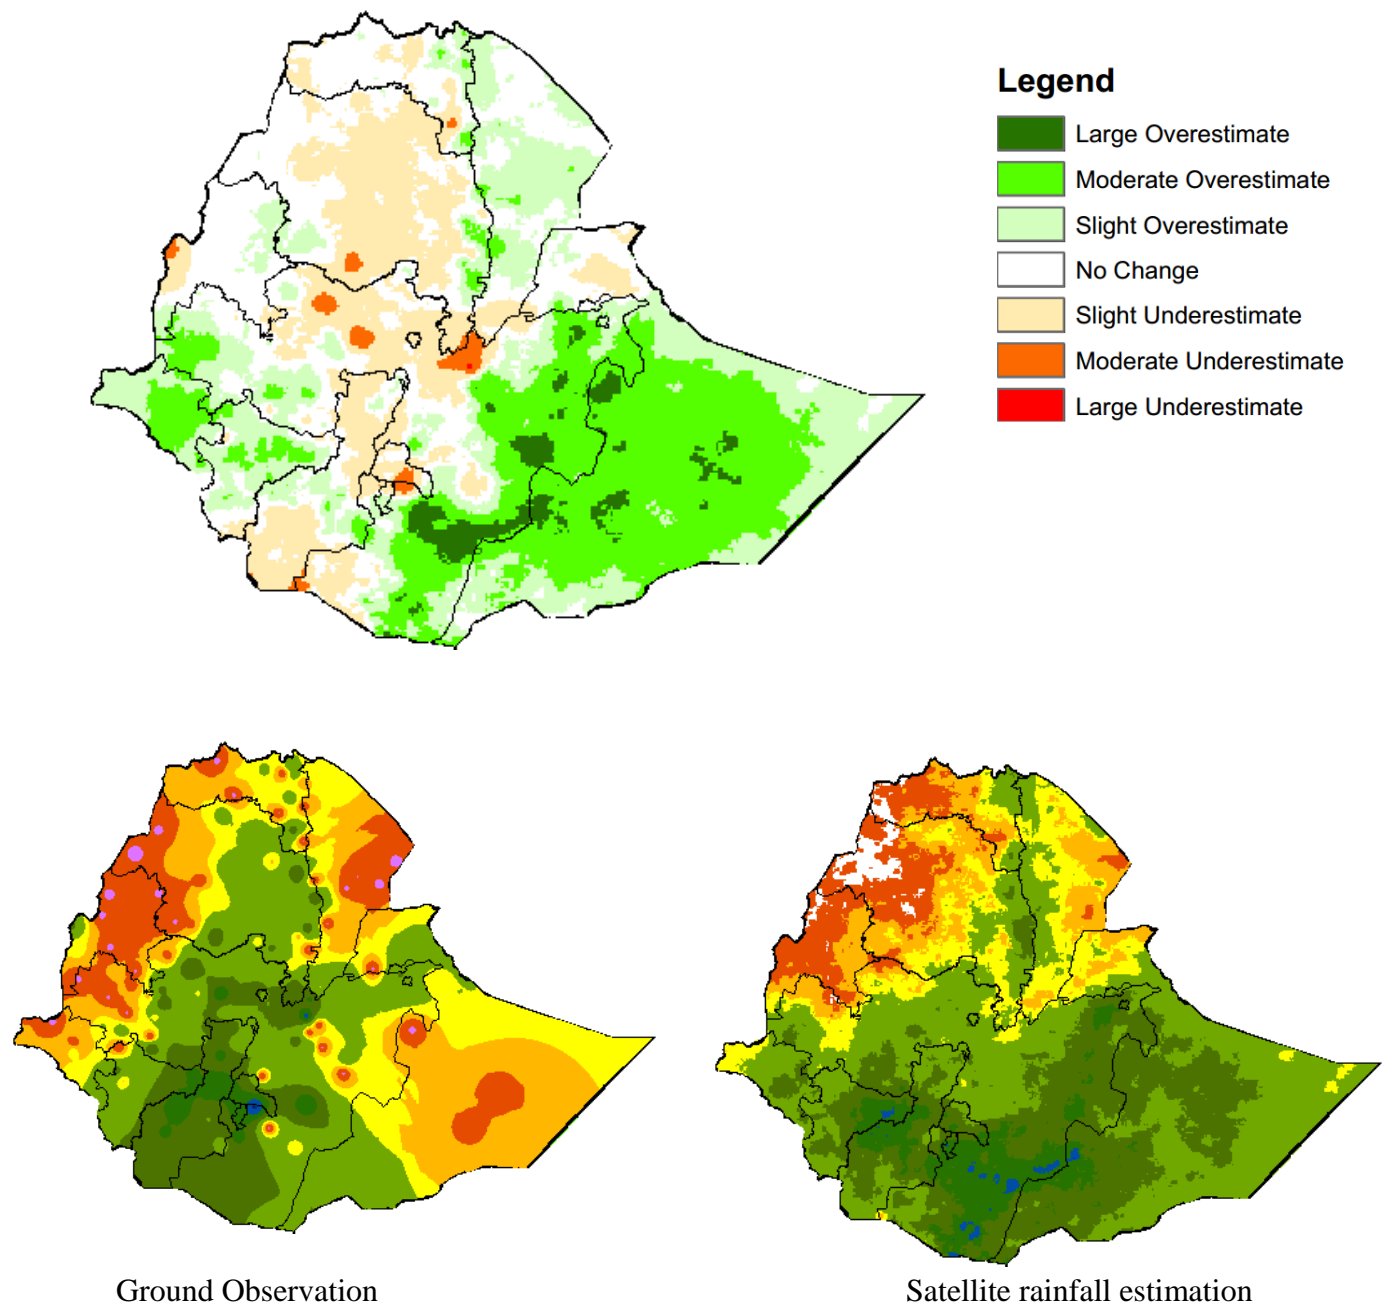 Legend
Large Overestimate
Moderate Overestimate
Slight Overestimate
No Change
Slight Underestimate
Moderate Underestimate
Large Underestimate
Ground Observation
Satellite rainfall estimation